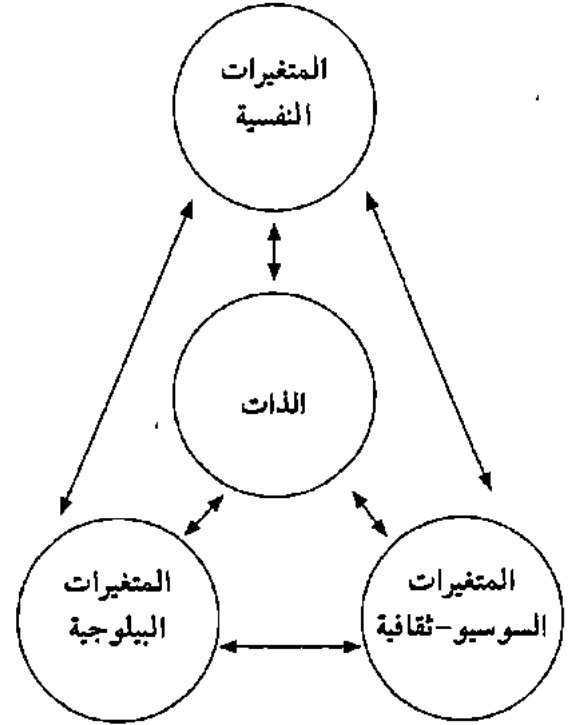 المتغيرات
النفسية
الذات
المتغيرات
السوسيو-ثقافية
المتغيرات
البيلوجية